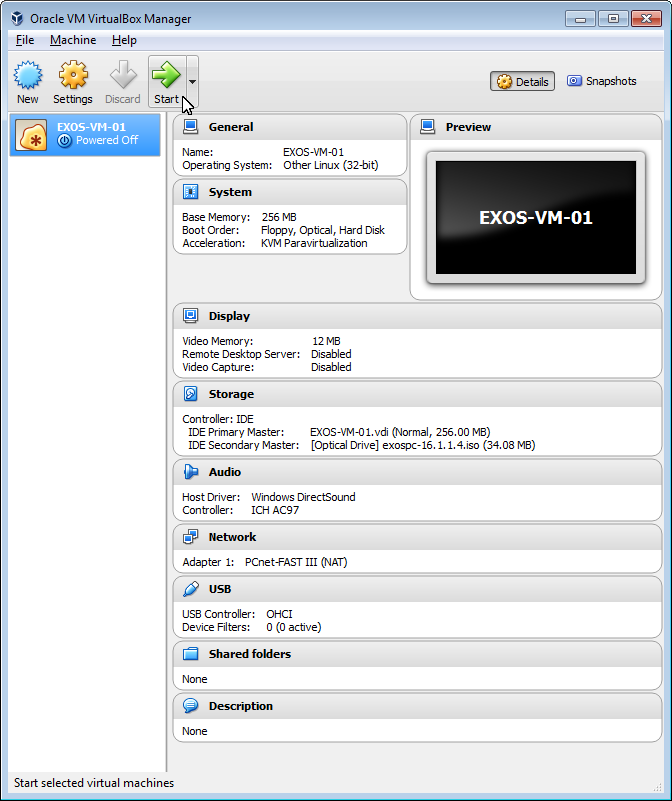 Oracle VM VirtualBox Manager
File Machine Help
New Settings Discard Start Details Snapshots
EXOS-VM-01
Powered Off
General
Name: EXOS-VM-01
Operating System: Other Linux (32-bit)
System
Base Memory: 256 MB
Boot Order: Floppy, Optical, Hard Disk
Acceleration: KVM Paravirtualization
Preview
EXOS-VM-01
Display
Video Memory: 12 MB
Remote Desktop Server: Disabled
Video Capture: Disabled
Storage
Controller: IDE
IDE Primary Master: EXOS-VM-01.vdi (Normal, 256.00 MB)
IDE Secondary Master: [Optical Drive] exospc-16.1.1.4.iso (34.08 MB)
Audio
Host Driver: Windows DirectSound
Controller: ICH AC97
Network
Adapter 1: PCnet-FAST III (NAT)
USB
USB Controller: OHCI
Device Filters: 0 (0 active)
Shared folders
None
Description
None
Start selected virtual machines